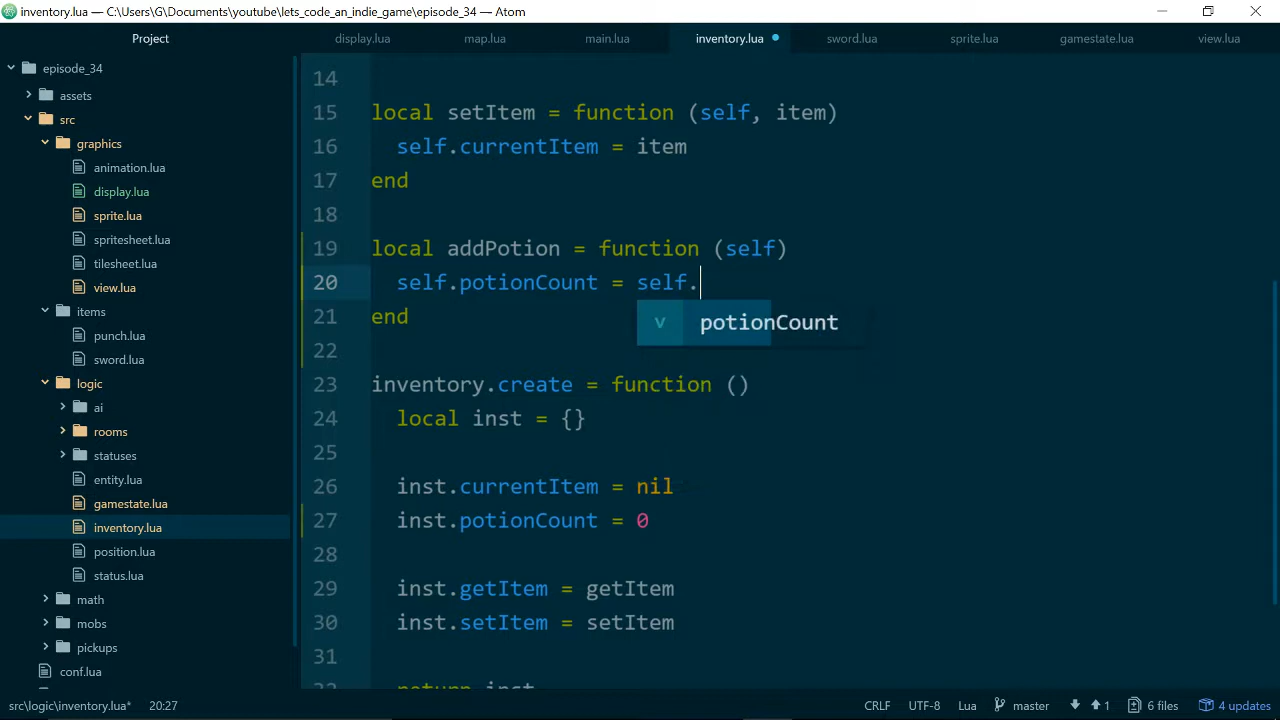 inventory.lua — C:\Users\G\Documents\youtube\lets_code_an_indie_game\episode_34 — Atom
Project
display.lua
map.lua
main.lua
inventory.lua
sword.lua
sprite.lua
gamestate.lua
view.lua
episode_34
assets
src
graphics
animation.lua
display.lua
sprite.lua
spritesheet.lua
tilesheet.lua
view.lua
items
punch.lua
sword.lua
logic
ai
rooms
statuses
entity.lua
gamestate.lua
inventory.lua
position.lua
status.lua
math
mobs
pickups
conf.lua
14
15 local setItem = function (self, item)
16 self.currentItem = item
17 end
18
19 local addPotion = function (self)
20 self.potionCount = self.
v potionCount
21 end
22
23 inventory.create = function ()
24 local inst = {}
25
26 inst.currentItem = nil
27 inst.potionCount = 0
28
29 inst.getItem = getItem
30 inst.setItem = setItem
31
32 return inst
src\logic\inventory.lua* 20:27 CRLF UTF-8 Lua master 1 6 files 4 updates